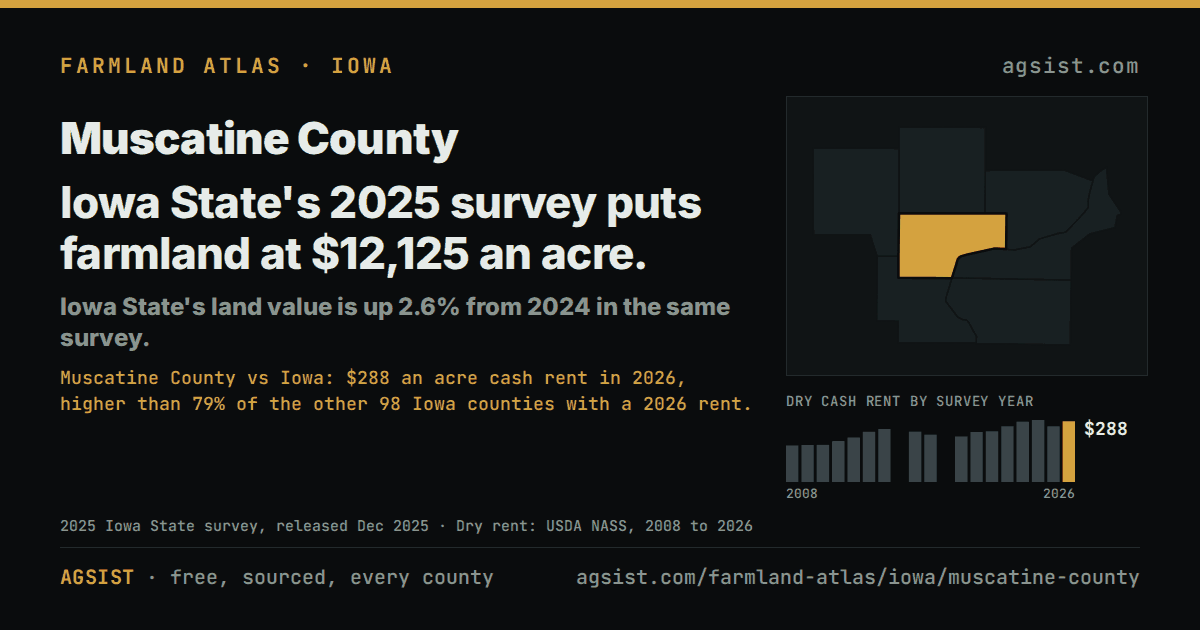 FARMLAND ATLAS · IOWA
agsist.com
Muscatine County
Iowa State's 2025 survey puts
farmland at $12,125 an acre.
Iowa State's land value is up 2.6% from 2024 in the same
survey.
Muscatine County vs Iowa: $288 an acre cash rent in 2026,
higher than 79% of the other 98 Iowa counties with a 2026 rent.
DRY CASH RENT BY SURVEY YEAR
$288
2008 2026
2025 Iowa State survey, released Dec 2025 · Dry rent: USDA NASS, 2008 to 2026
AGSIST · free, sourced, every county
agsist.com/farmland-atlas/iowa/muscatine-county